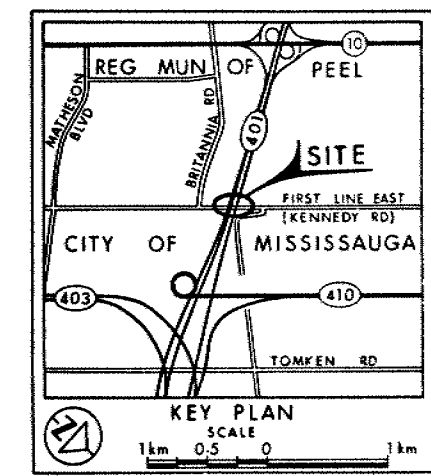 10
REG MUN OF PEEL
MATHESON
BLVD
BRITANNIA RD
401
SITE
FIRST LINE EAST
(KENNEDY RD)
CITY OF MISSISSAUGA
403
410
TOMKEN RD
KEY PLAN
SCALE
1km 0.5 0 1km
N